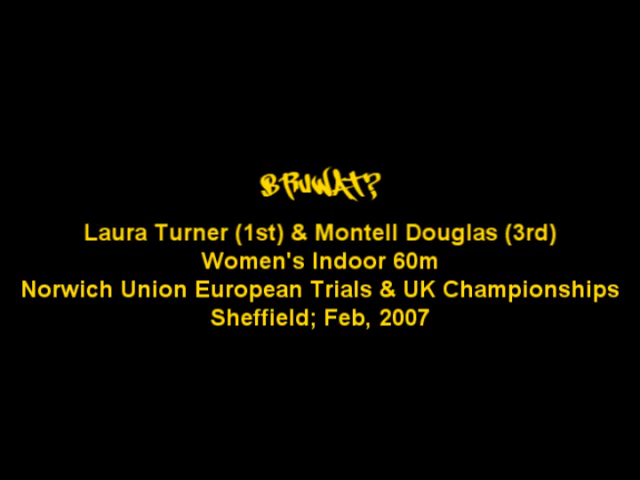 BRUWAT?
Laura Turner (1st) & Montell Douglas (3rd)
Women's Indoor 60m
Norwich Union European Trials & UK Championships
Sheffield; Feb, 2007